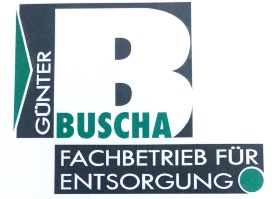 GÜNTER
B
BUSCHA
FACHBETRIEB FÜR
ENTSORGUNG